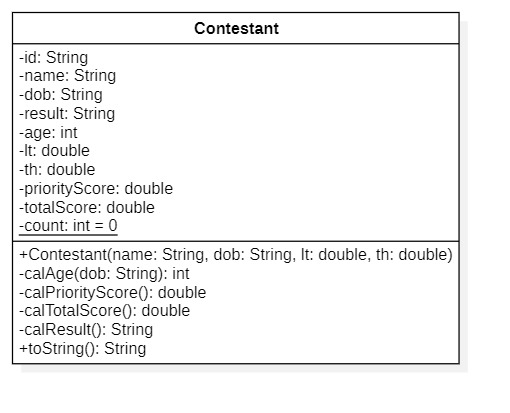 Contestant
-id: String
-name: String
-dob: String
-result: String
-age: int
-lt: double
-th: double
-priorityScore: double
-totalScore: double
-count: int = 0
+Contestant(name: String, dob: String, lt: double, th: double)
-calAge(dob: String): int
-calPriorityScore(): double
-calTotalScore(): double
-calResult(): String
+toString(): String